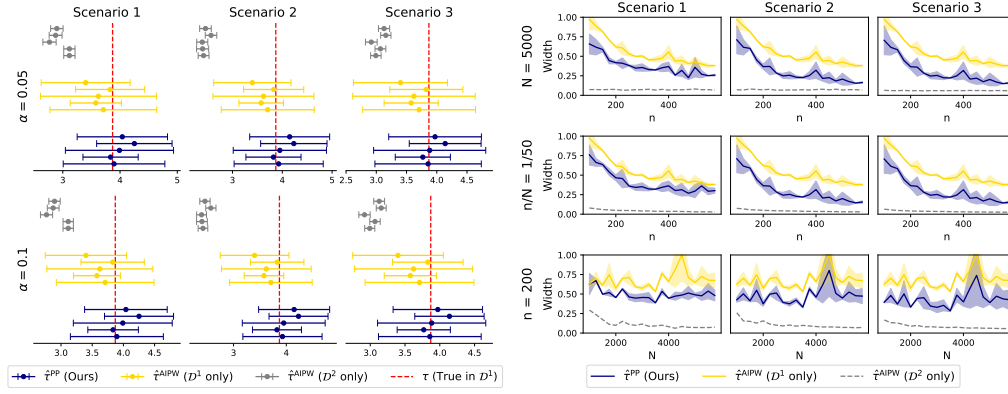 Scenario 1 Scenario 2 Scenario 3
α = 0.05
3 4 5
3 4 5
2.5 3.0 3.5 4.0 4.5
α = 0.1
3.0 3.5 4.0 4.5
3 4
3.0 3.5 4.0 4.5
τ̂ᴾᴾ (Ours) τ̂ᴬᴵᴾᵂ (𝒟¹ only) τ̂ᴬᴵᴾᵂ (𝒟² only) τ (True in 𝒟¹)
Scenario 1 Scenario 2 Scenario 3
N = 5000
Width
1.00
0.75
0.50
0.25
0.00
200 400
200 400
200 400
n n n
n/N = 1/50
Width
1.00
0.75
0.50
0.25
0.00
200 400
200 400
200 400
n n n
n = 200
Width
1.00
0.75
0.50
0.25
0.00
2000 4000
2000 4000
2000 4000
N N N
τ̂ᴾᴾ (Ours) τ̂ᴬᴵᴾᵂ (𝒟¹ only) τ̂ᴬᴵᴾᵂ (𝒟² only)